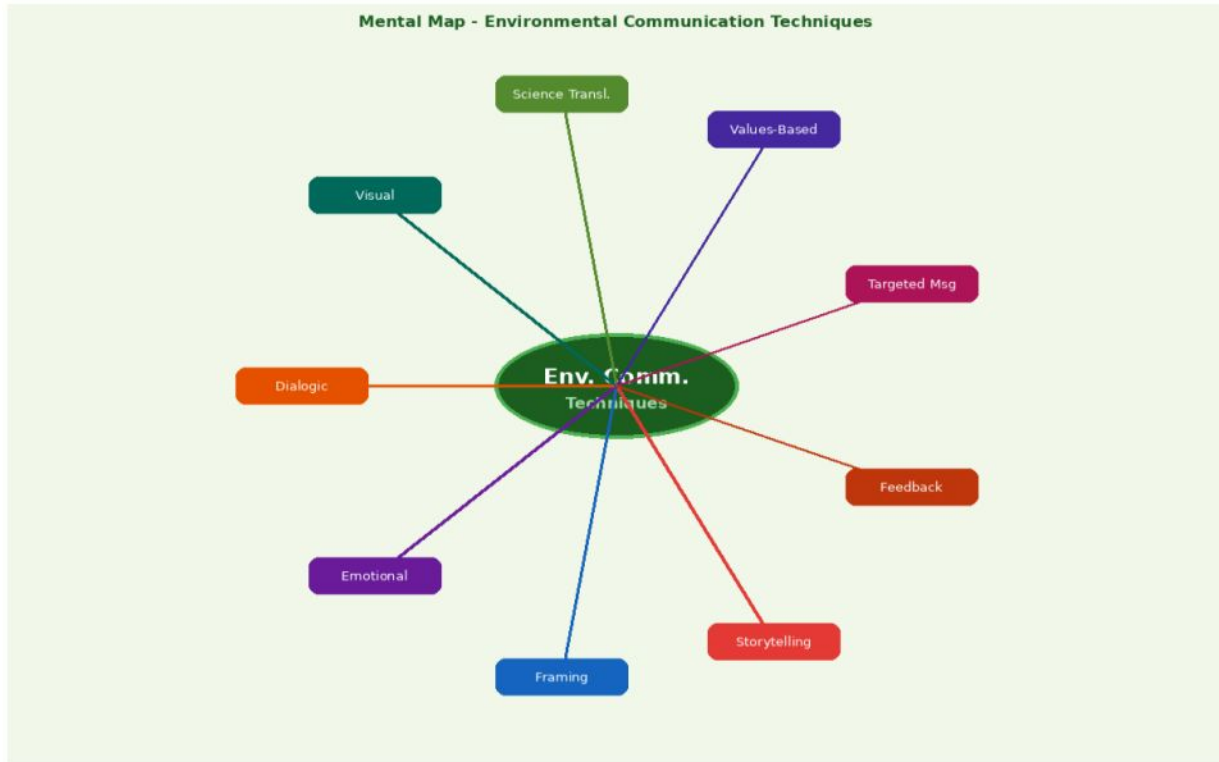 Mental Map - Environmental Communication Techniques
Science Transl.
Values-Based
Visual
Targeted Msg
Env. Comm.
Techniques
Dialogic
Feedback
Emotional
Storytelling
Framing